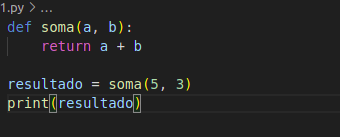 1.py > ...
def soma(a, b):
    return a + b

resultado = soma(5, 3)
print(resultado)